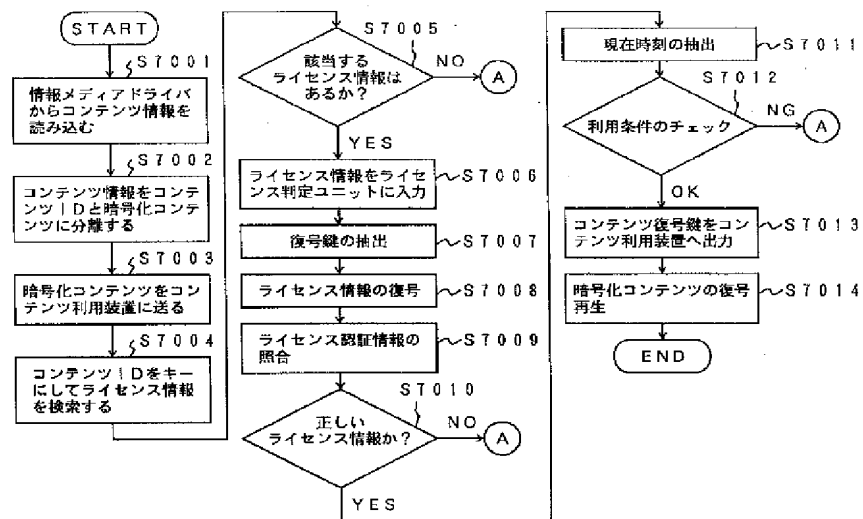 START
S7001
情報メディアドライバ
からコンテンツ情報を
読み込む
S7002
コンテンツ情報をコンテ
ンツIDと暗号化コンテン
ツに分離する
S7003
暗号化コンテンツをコン
テンツ利用装置に送る
S7004
コンテンツIDをキー
にしてライセンス情報
を検索する
S7005
該当する
ライセンス情報は
あるか?
NO
A
YES
ライセンス情報をライセ
ンス判定ユニットに入力
S7006
復号鍵の抽出
S7007
ライセンス情報の復号
S7008
ライセンス認証情報の
照合
S7009
S7010
正しい
ライセンス情報か?
NO
A
YES
現在時刻の抽出
S7011
S7012
利用条件のチェック
NG
A
OK
コンテンツ復号鍵をコン
テンツ利用装置へ出力
S7013
暗号化コンテンツの復号
再生
S7014
END